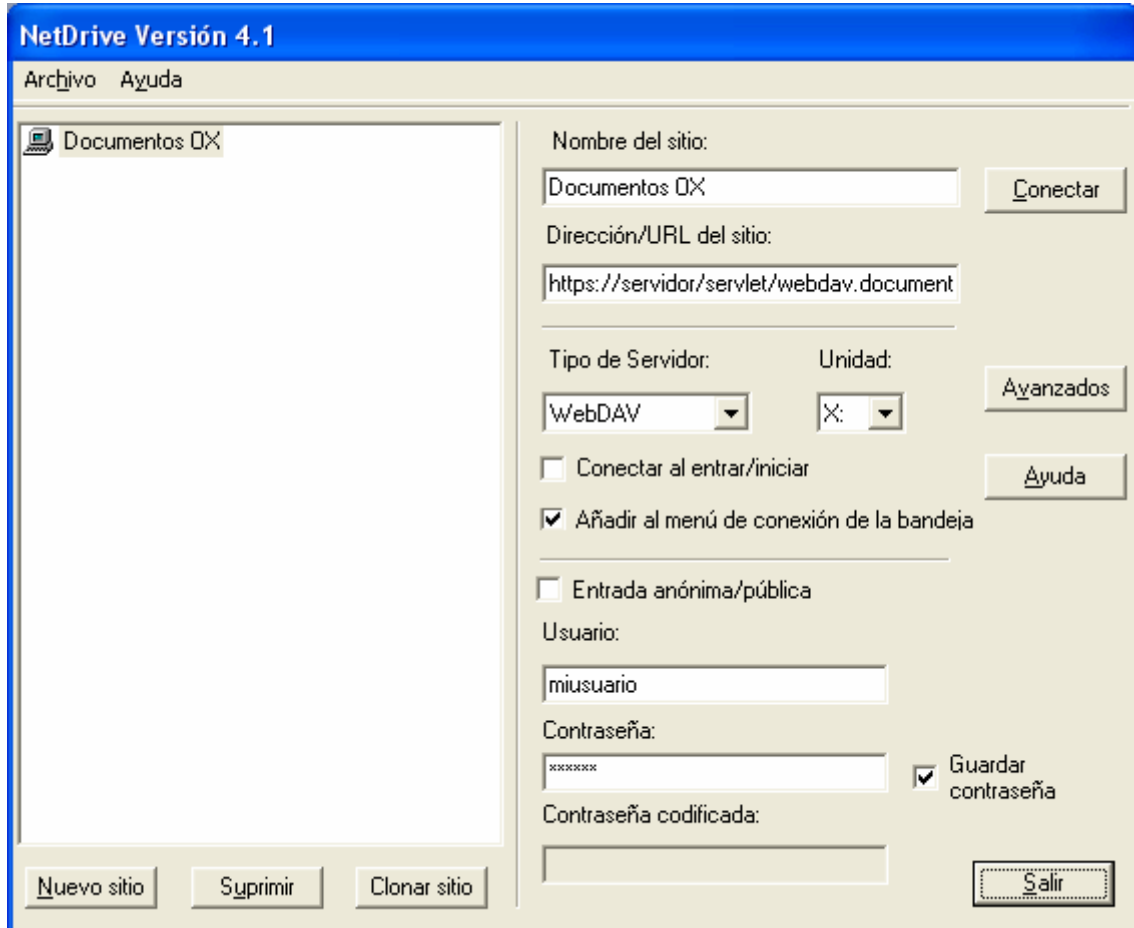 NetDrive Versión 4.1
Archivo Ayuda
Documentos OX
Nombre del sitio:
Documentos OX
Conectar
Dirección/URL del sitio:
https://servidor/servlet/webdav.document
Tipo de Servidor:
Unidad:
WebDAV
X:
Avanzados
Conectar al entrar/iniciar
Ayuda
Añadir al menú de conexión de la bandeja
Entrada anónima/pública
Usuario:
miusuario
Contraseña:
******
Guardar
contraseña
Contraseña codificada:
Nuevo sitio
Suprimir
Clonar sitio
Salir